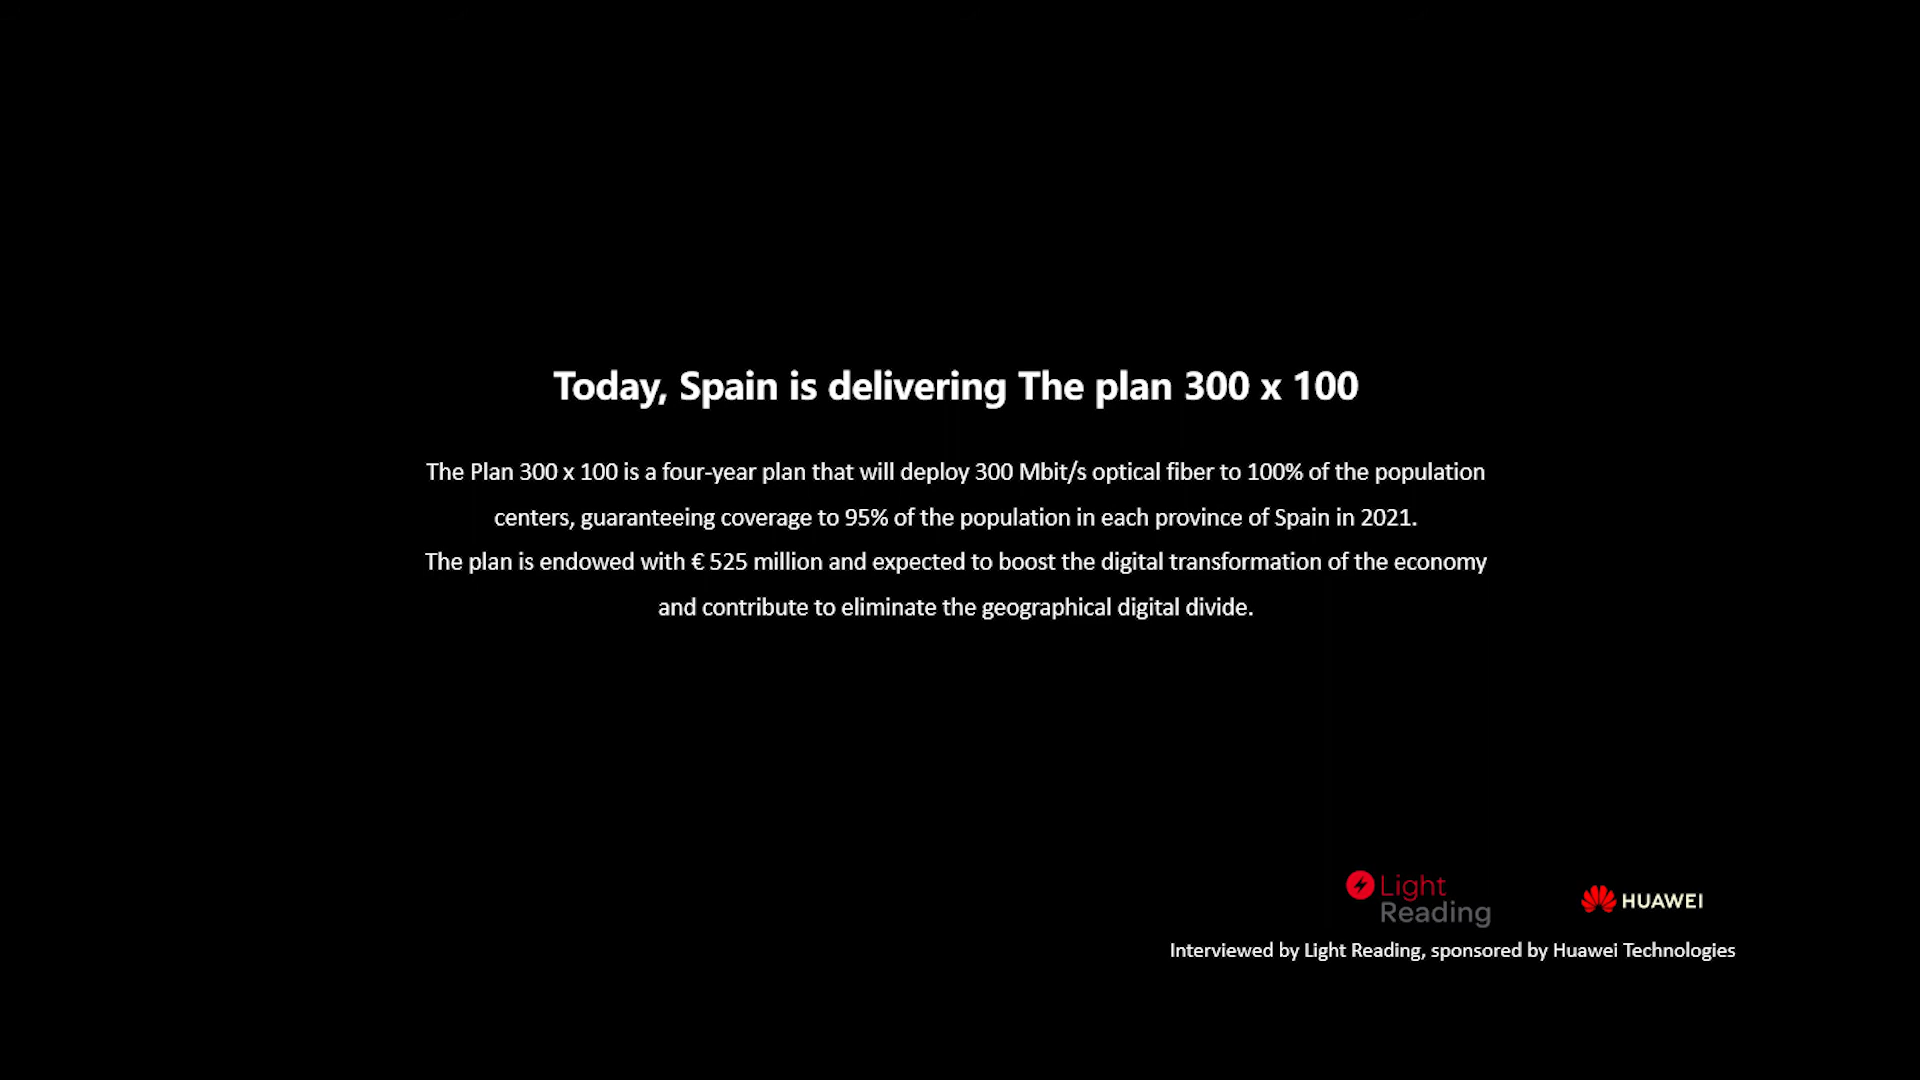 Today, Spain is delivering The plan 300 x 100
The Plan 300 x 100 is a four-year plan that will deploy 300 Mbit/s optical fiber to 100% of the population
centers, guaranteeing coverage to 95% of the population in each province of Spain in 2021.
The plan is endowed with € 525 million and expected to boost the digital transformation of the economy
and contribute to eliminate the geographical digital divide.
Light
Reading
HUAWEI
Interviewed by Light Reading, sponsored by Huawei Technologies